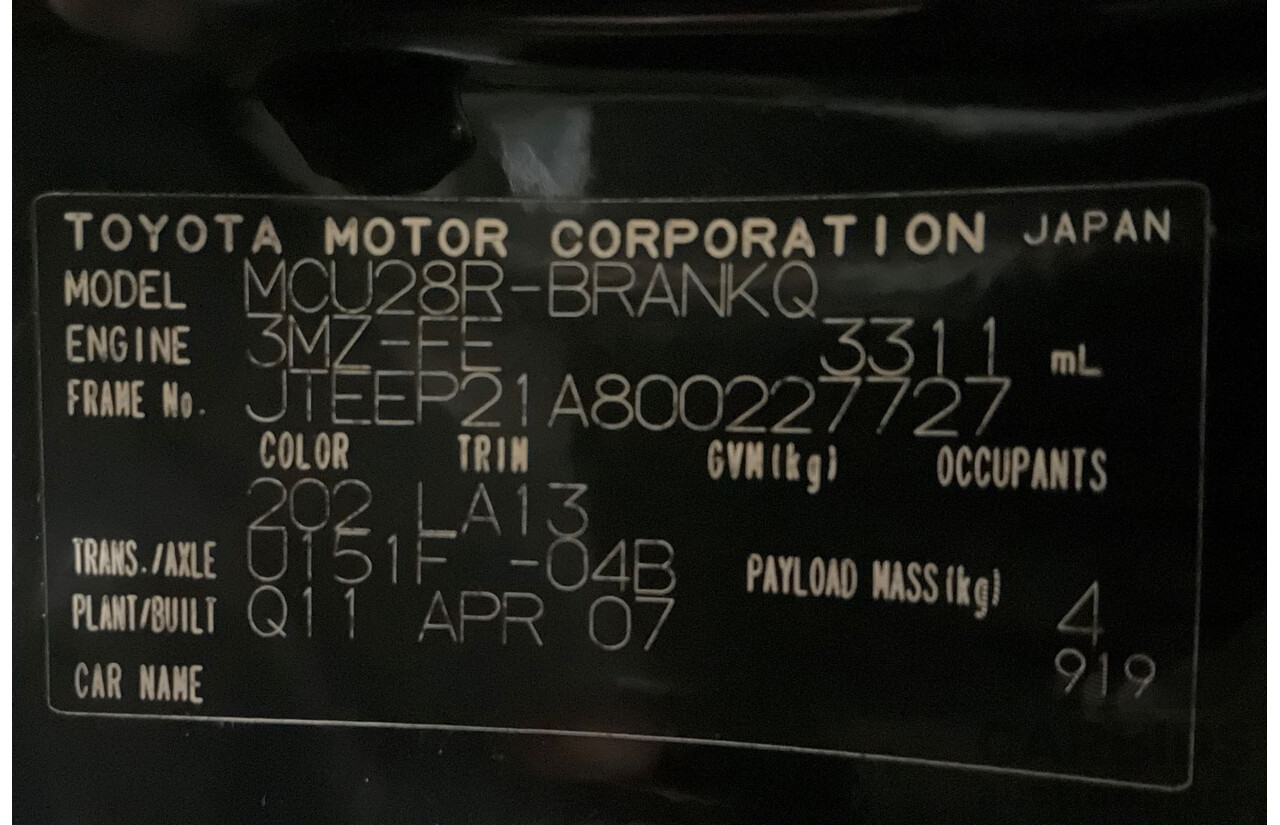 TOYOTA MOTOR CORPORATION JAPAN
MODEL MCU28R-BRANKQ
ENGINE 3MZ-FE 3311 mL
FRAME No. JTEEP21A800227727
COLOR TRIM GVM(kg) OCCUPANTS
202 LA13
TRANS./AXLE U151F -04B PAYLOAD MASS(kg) 4
PLANT/BUILT Q11 APR 07 919
CAR NAME